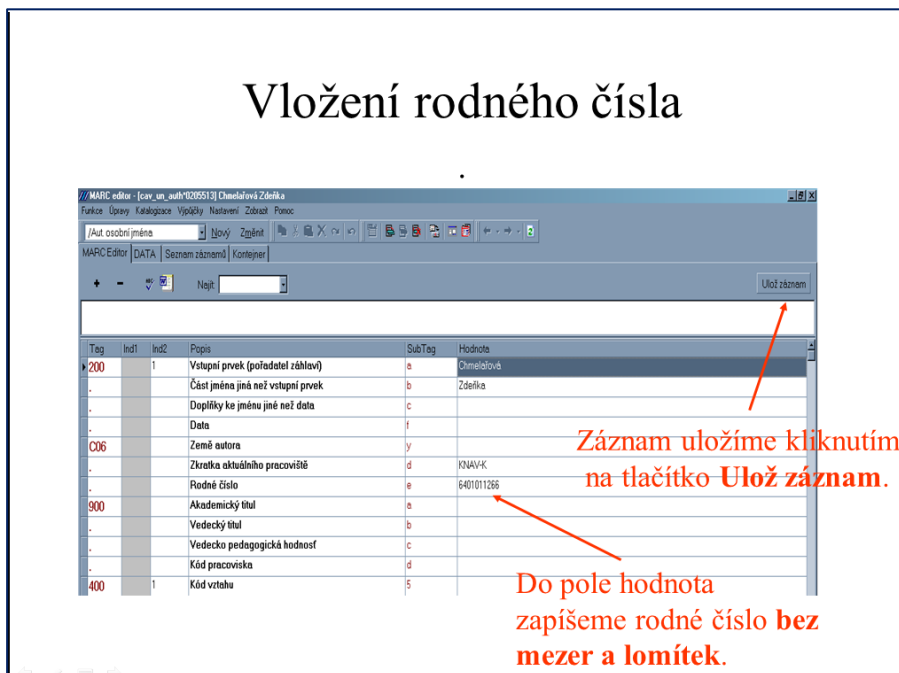 Vložení rodného čísla
.
MARC editor - [cav_un_auth*0205513] Chmelařová Zdeňka
Funkce Úpravy Katalogizace Výpůjčky Nastavení Zobrazit Pomoc
/Aut. osobní jména Nový Změnit
MARC Editor DATA Seznam záznamů Kontejner
+ - Najít Ulož záznam
Tag Ind1 Ind2 Popis SubTag Hodnota
200 1 Vstupní prvek (pořadatel záhlaví) a Chmelařová
. Část jména jiná než vstupní prvek b Zdeňka
. Doplňky ke jménu jiné než data c
. Data f
C06 Země autora y
. Zkratka aktuálního pracoviště d KNAV-K
. Rodné číslo e 6401011266
900 Akademický titul a
. Vedecký titul b
. Vedecko pedagogická hodnosť c
. Kód pracoviska d
400 1 Kód vztahu 5
Záznam uložíme kliknutím
na tlačítko Ulož záznam.
Do pole hodnota
zapíšeme rodné číslo bez
mezer a lomítek.